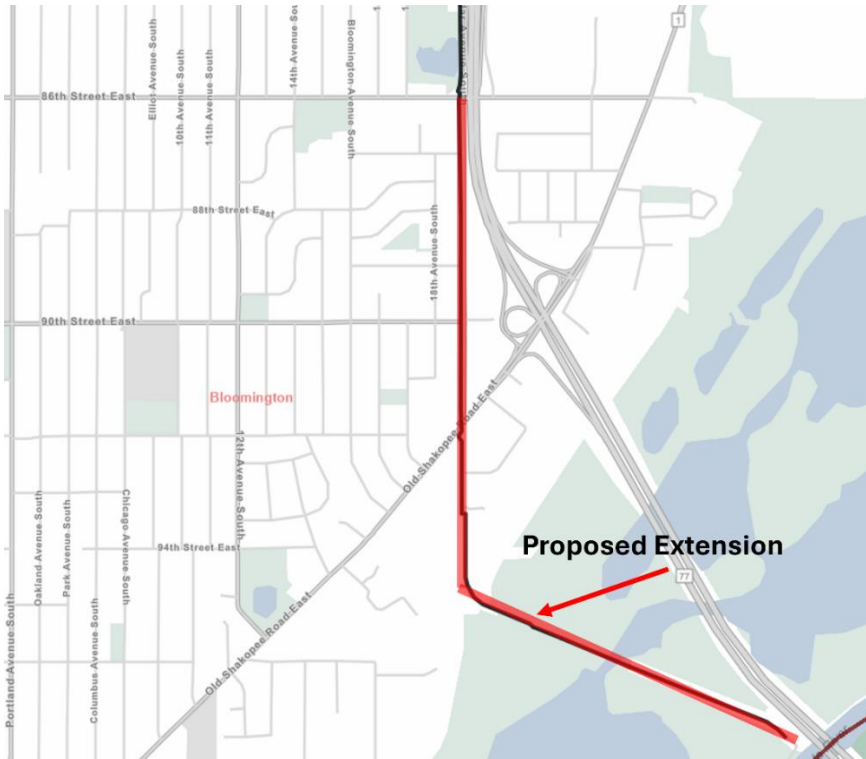 1
86th Street East
Elliot Avenue South
10th Avenue South
11th Avenue South
14th Avenue Sou
Bloomington Avenue South
88th Street East
18th Avenue South
90th Street East
Bloomington
12th Avenue South
Old Shakopee Road East
Oakland Avenue South
Park Avenue South
Chicago Avenue South
94th Street East
Proposed Extension
77
Portland Avenue South
Columbus Avenue South
Old Shakopee Road East